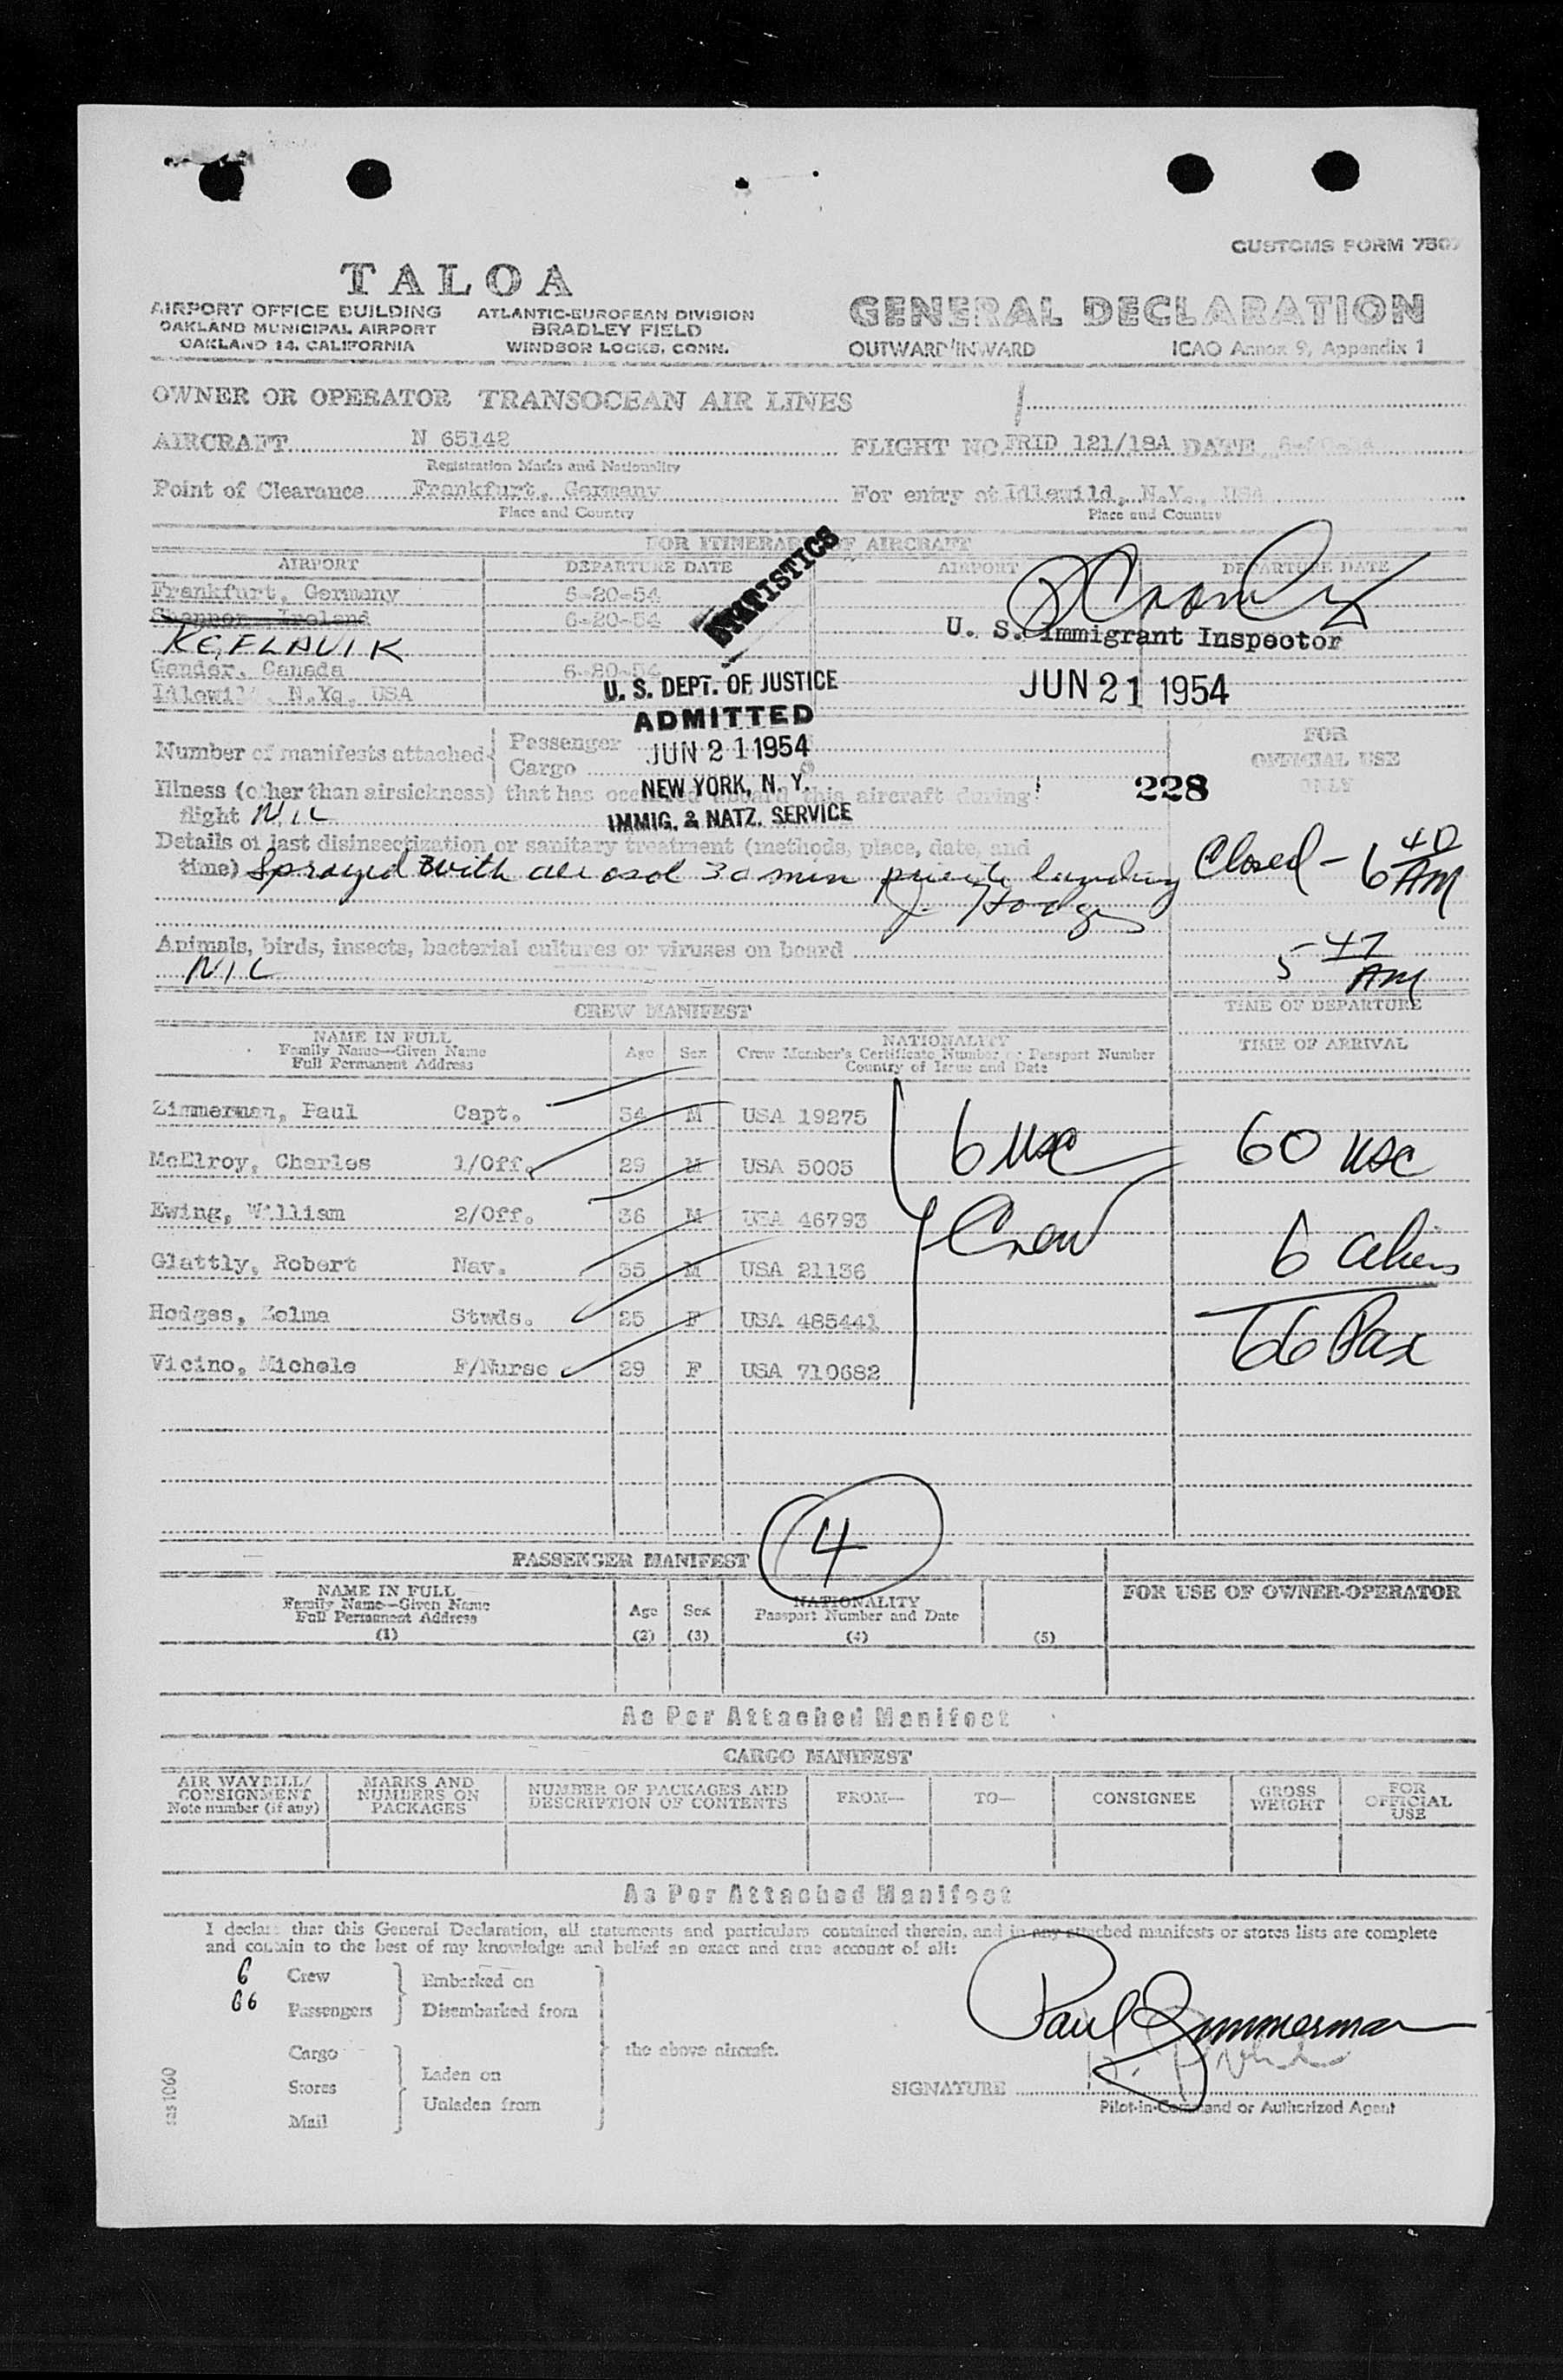 CUSTOMS FORM 7507
TALOA
AIRPORT OFFICE BUILDING
OAKLAND MUNICIPAL AIRPORT
OAKLAND 14, CALIFORNIA
ATLANTIC-EUROPEAN DIVISION
BRADLEY FIELD
WINDSOR LOCKS, CONN.
GENERAL DECLARATION
OUTWARD/INWARD ICAO Annex 9, Appendix 1
OWNER OR OPERATOR TRANSOCEAN AIR LINES
AIRCRAFT N 65142 FLIGHT NO. FRID 121/18A DATE
Registration Marks and Nationality
Point of Clearance Frankfurt, Germany For entry at Idlewild, N.Y., USA
Place and Country Place and Country
FOR ITINERARY OF AIRCRAFT
AIRPORT DEPARTURE DATE AIRPORT DEPARTURE DATE
Frankfurt, Germany 6-20-54
Shannon Ireland 6-20-54
KEFLAVIK
Gander, Canada 6-20-54
Idlewild, N.Y., USA
STATISTICS
U. S. Immigrant Inspector
JUN 21 1954
U. S. DEPT. OF JUSTICE
ADMITTED
JUN 21 1954
NEW YORK, N. Y.
IMMIG. & NATZ. SERVICE
Number of manifests attached Passenger
Cargo
FOR
OFFICIAL USE
ONLY
228
Illness (other than airsickness) that has occurred aboard this aircraft during
flight NIL
Details of last disinsectization or sanitary treatment (methods, place, date, and
time) Sprayed with aerosol 30 min landing
J. Hodges
Closed - 6 40 AM
Animals, birds, insects, bacterial cultures or viruses on board
NIL
5 47 AM
TIME OF DEPARTURE
TIME OF ARRIVAL
CREW MANIFEST
NAME IN FULL
Family Name—Given Name
Full Permanent Address
Age Sex
NATIONALITY
Crew Member's Certificate Number or Passport Number
Country of Issue and Date
Zimmerman, Paul Capt. 34 M USA 19275
McElroy, Charles 1/Off. 29 M USA 5005
Ewing, William 2/Off. 36 M USA 46793
Glattly, Robert Nav. 35 M USA 21136
Hodges, Zelma Stwds. 25 F USA 485441
Vicino, Michele F/Nurse 29 F USA 710682
6 USC
Crew
60 USC
6 aliens
66 Pax
4
PASSENGER MANIFEST
NAME IN FULL
Family Name—Given Name
Full Permanent Address
(1)
Age
(2)
Sex
(3)
NATIONALITY
Passport Number and Date
(4)
(5)
FOR USE OF OWNER-OPERATOR
As Per Attached Manifest
CARGO MANIFEST
AIR WAYBILL/
CONSIGNMENT
Note number (if any)
MARKS AND
NUMBERS ON
PACKAGES
NUMBER OF PACKAGES AND
DESCRIPTION OF CONTENTS
FROM—
TO—
CONSIGNEE
GROSS
WEIGHT
FOR
OFFICIAL
USE
As Per Attached Manifest
I declare that this General Declaration, all statements and particulars contained therein, and in any attached manifests or stores lists are complete
and contain to the best of my knowledge and belief an exact and true account of all:
6 Crew Embarked on
66 Passengers Disembarked from
Cargo
Stores Laden on
Mail Unladen from
the above aircraft.
Paul Zimmerman
SIGNATURE
Pilot-in-Command or Authorized Agent
sas 1060